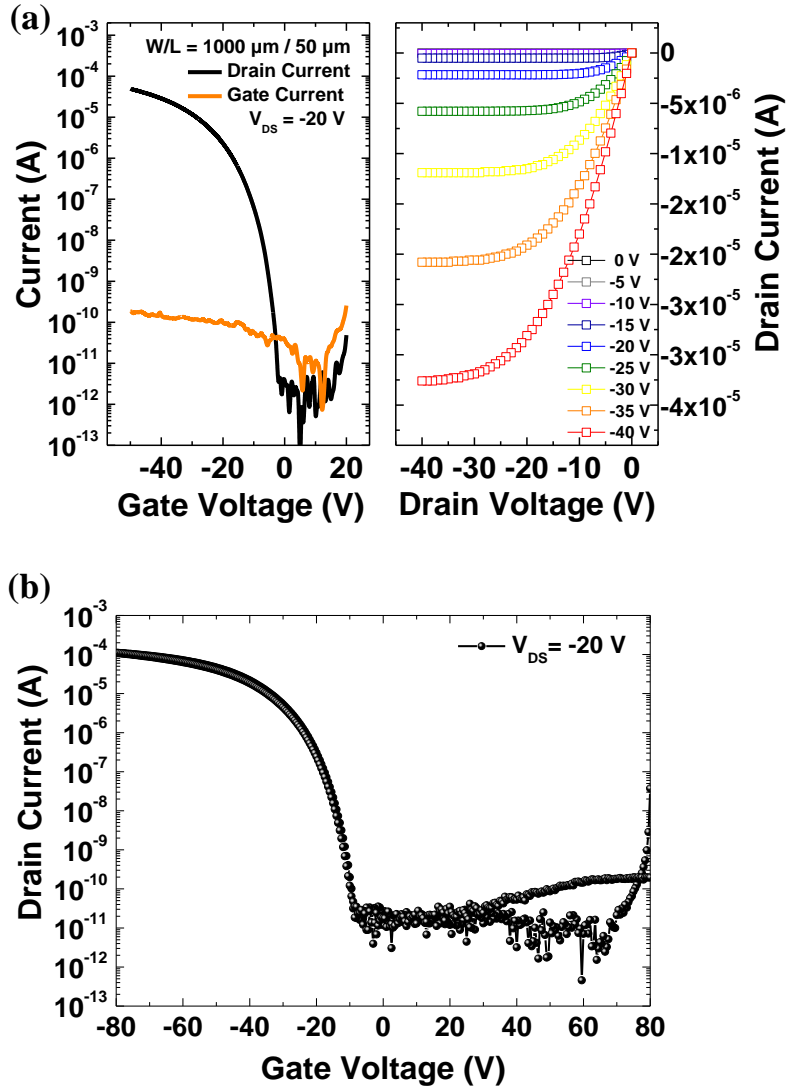 (a)
10⁻³
10⁻⁴
10⁻⁵
10⁻⁶
10⁻⁷
10⁻⁸
10⁻⁹
10⁻¹⁰
10⁻¹¹
10⁻¹²
10⁻¹³
Current (A)
W/L = 1000 μm / 50 μm
Drain Current
Gate Current
V_DS = -20 V
-40 -20 0 20
Gate Voltage (V)
0
-5x10⁻⁶
-1x10⁻⁵
-2x10⁻⁵
-2x10⁻⁵
-3x10⁻⁵
-3x10⁻⁵
-4x10⁻⁵
Drain Current (A)
0 V
-5 V
-10 V
-15 V
-20 V
-25 V
-30 V
-35 V
-40 V
-40 -30 -20 -10 0
Drain Voltage (V)
(b)
10⁻³
10⁻⁴
10⁻⁵
10⁻⁶
10⁻⁷
10⁻⁸
10⁻⁹
10⁻¹⁰
10⁻¹¹
10⁻¹²
10⁻¹³
Drain Current (A)
V_DS= -20 V
-80 -60 -40 -20 0 20 40 60 80
Gate Voltage (V)